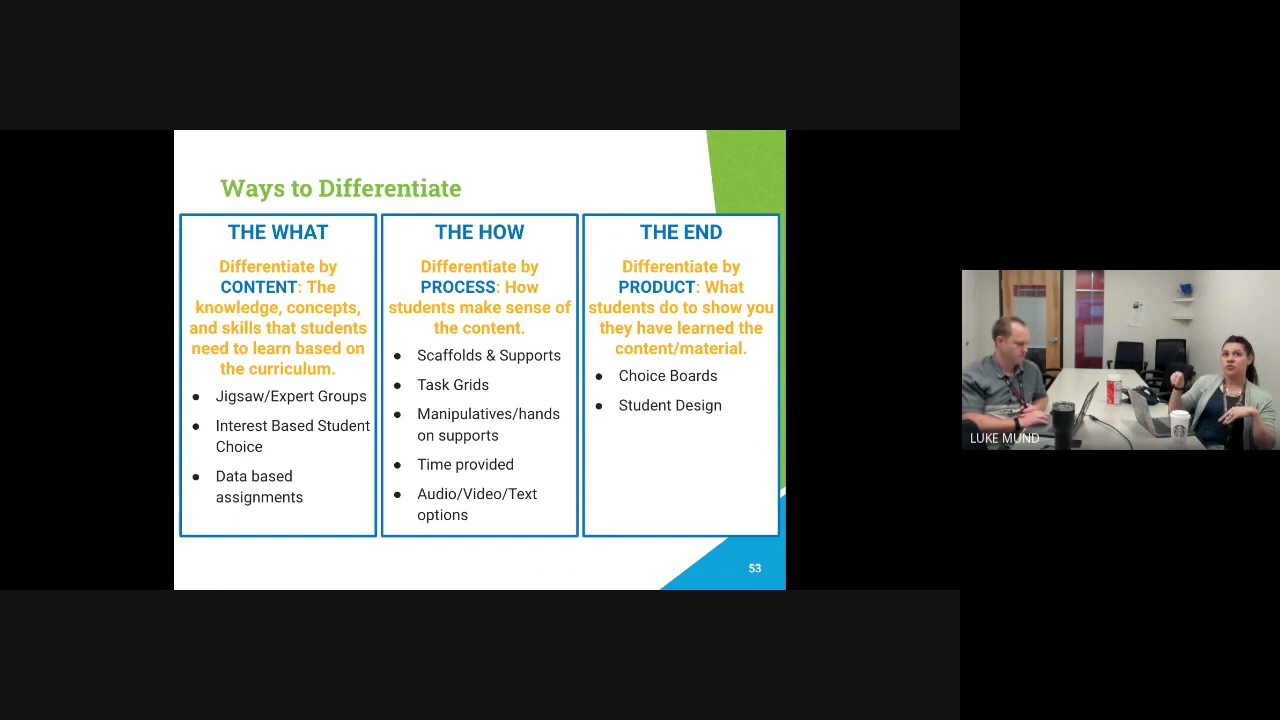 Ways to Differentiate
THE WHAT
Differentiate by
CONTENT: The
knowledge, concepts,
and skills that students
need to learn based on
the curriculum.
● Jigsaw/Expert Groups
● Interest Based Student
Choice
● Data based
assignments
THE HOW
Differentiate by
PROCESS: How
students make sense of
the content.
● Scaffolds & Supports
● Task Grids
● Manipulatives/hands
on supports
● Time provided
● Audio/Video/Text
options
THE END
Differentiate by
PRODUCT: What
students do to show you
they have learned the
content/material.
● Choice Boards
● Student Design
53
LUKE MUND